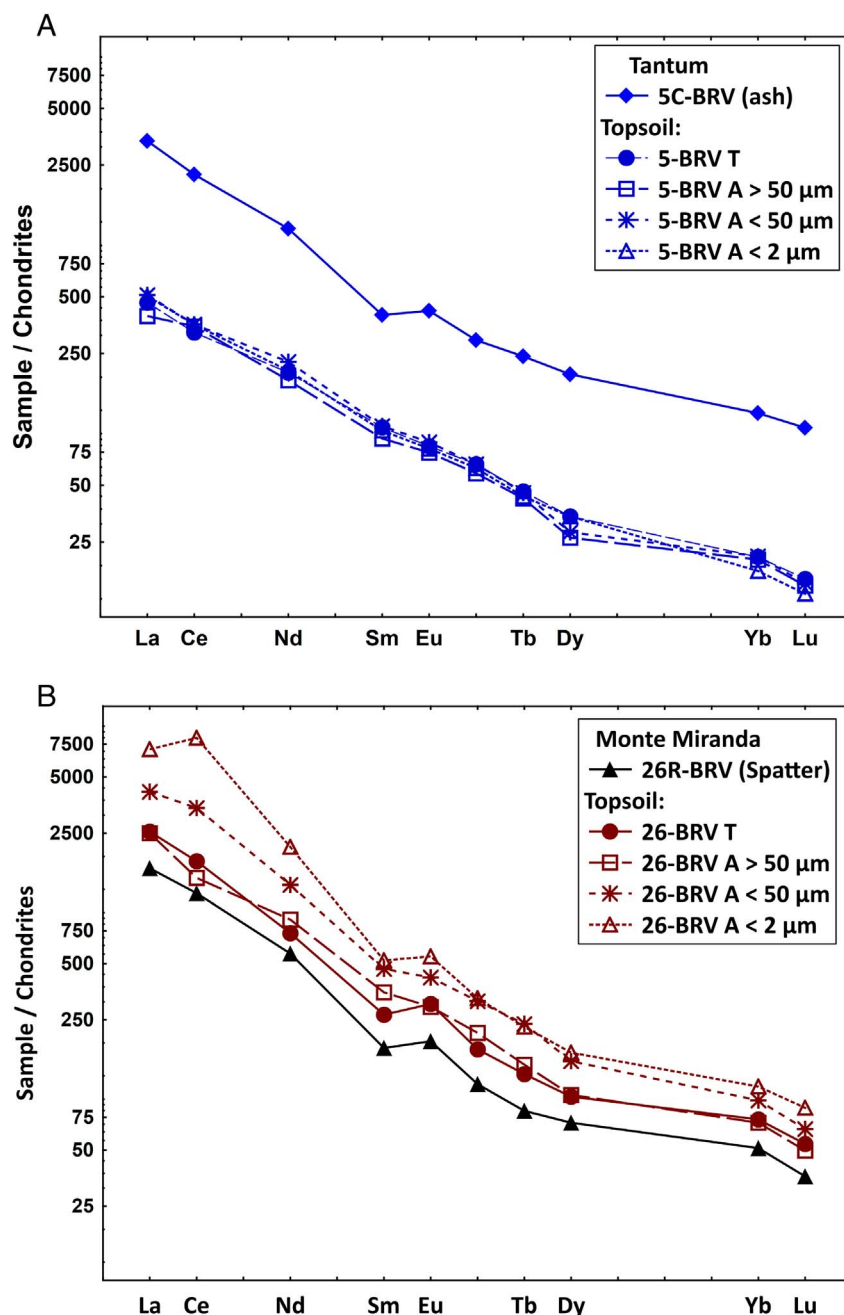 A
7500
5000
2500
750
500
250
75
50
25
Sample / Chondrites
Tantum
5C-BRV (ash)
Topsoil:
5-BRV T
5-BRV A > 50 µm
5-BRV A < 50 µm
5-BRV A < 2 µm
La Ce Nd Sm Eu Tb Dy Yb Lu
B
7500
5000
2500
750
500
250
75
50
25
Sample / Chondrites
Monte Miranda
26R-BRV (Spatter)
Topsoil:
26-BRV T
26-BRV A > 50 µm
26-BRV A < 50 µm
26-BRV A < 2 µm
La Ce Nd Sm Eu Tb Dy Yb Lu